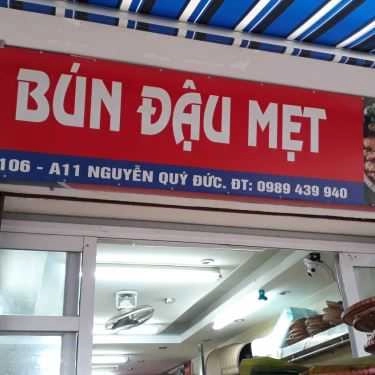 BÚN ĐẬU MẸT
106 - A11 NGUYỄN QUÝ ĐỨC. ĐT: 0989 439 940